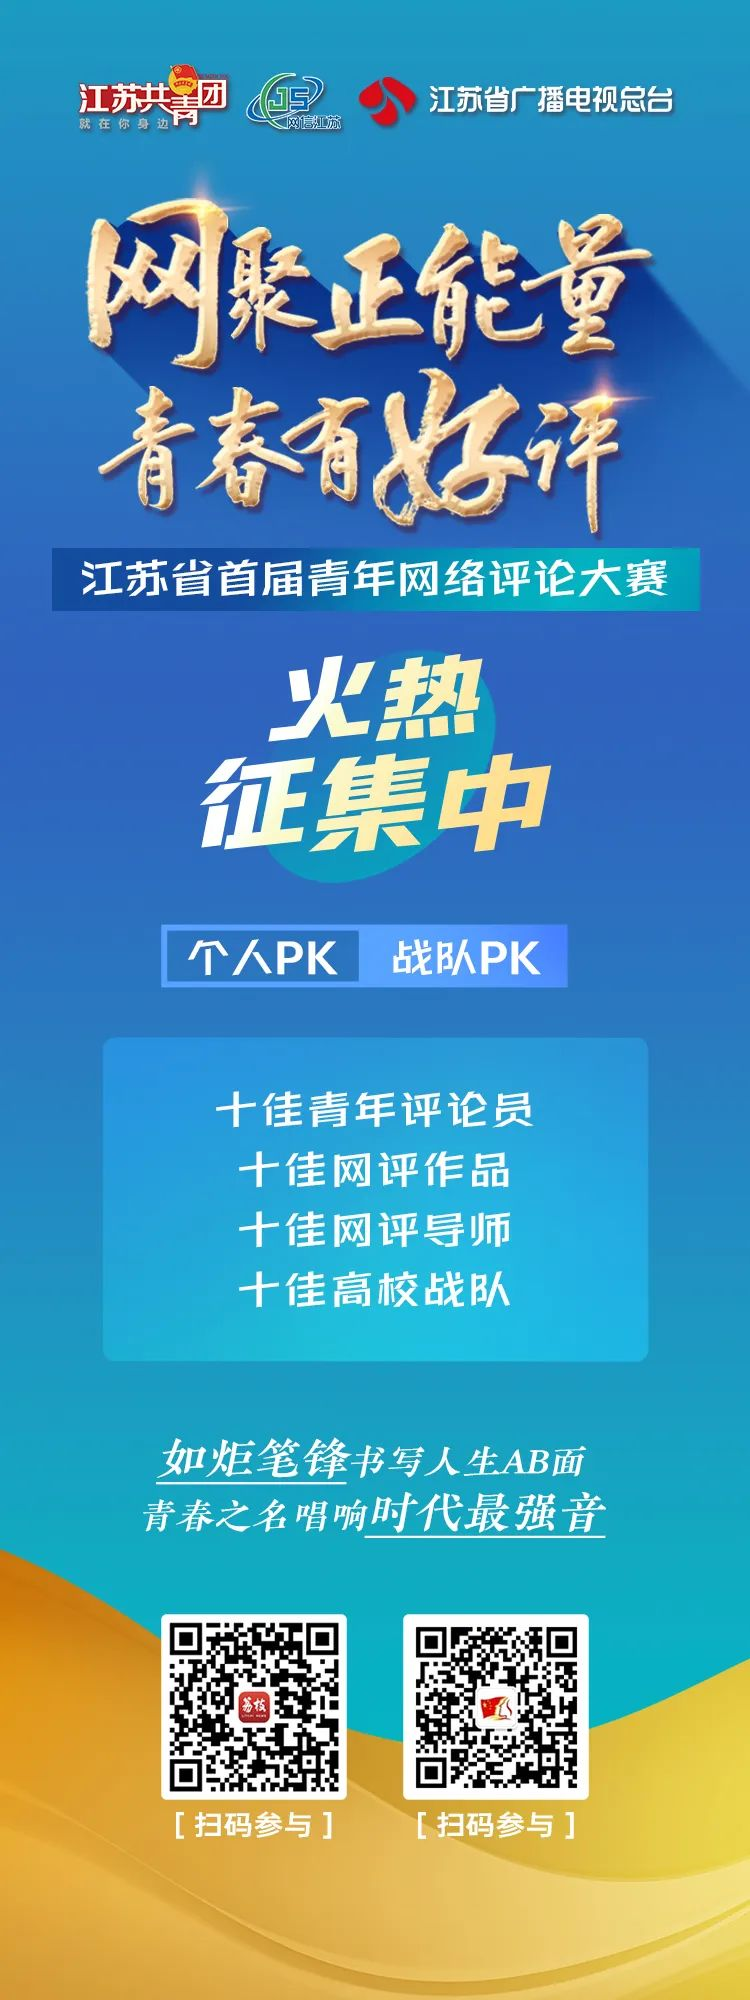 江苏共青团
就在你身边
JS
网信江苏
江苏省广播电视总台
网聚正能量
青春有好评
江苏省首届青年网络评论大赛
火热
征集中
个人PK 战队PK
十佳青年评论员
十佳网评作品
十佳网评导师
十佳高校战队
如炬笔锋书写人生AB面
青春之名唱响时代最强音
荔枝
[ 扫码参与 ] [ 扫码参与 ]